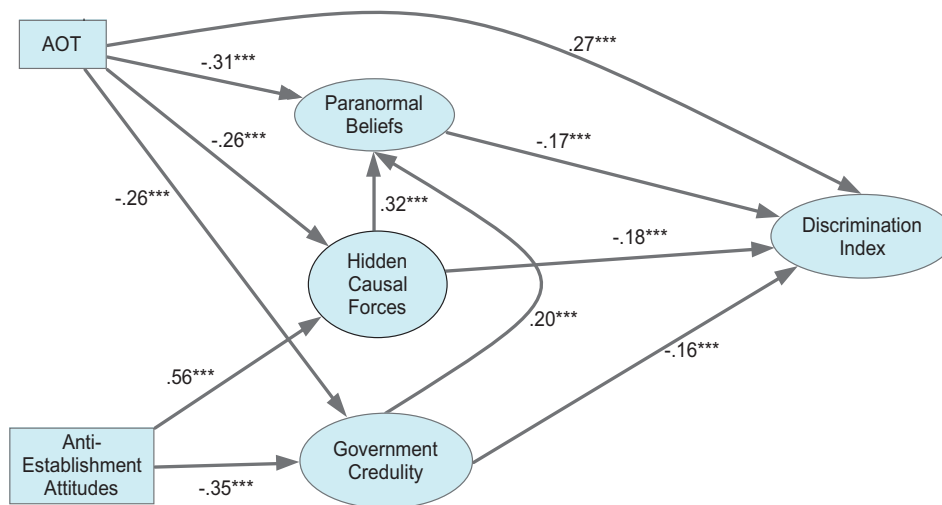 AOT
.27***
-.31***
Paranormal
Beliefs
-.26***
-.17***
-.26***
.32***
Discrimination
Index
-.18***
Hidden
Causal
Forces
.20***
-.16***
.56***
Anti-
Establishment
Attitudes
Government
Credulity
-.35***